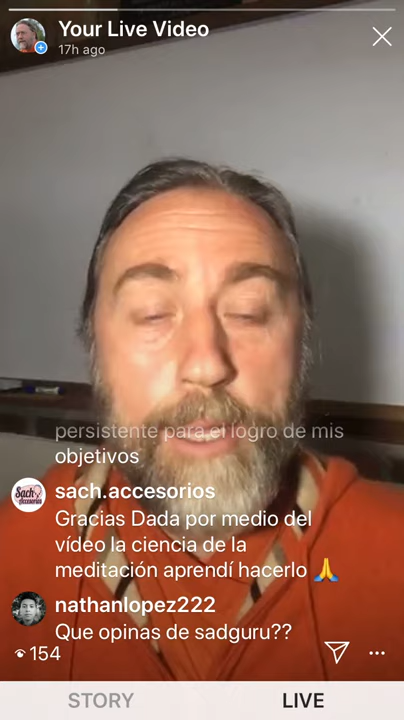 Your Live Video
17h ago
persistente para el logro de mis
objetivos
sach.accesorios
Gracias Dada por medio del
vídeo la ciencia de la
meditación aprendí hacerlo 🙏
nathanlopez222
Que opinas de sadguru??
154
STORY
LIVE